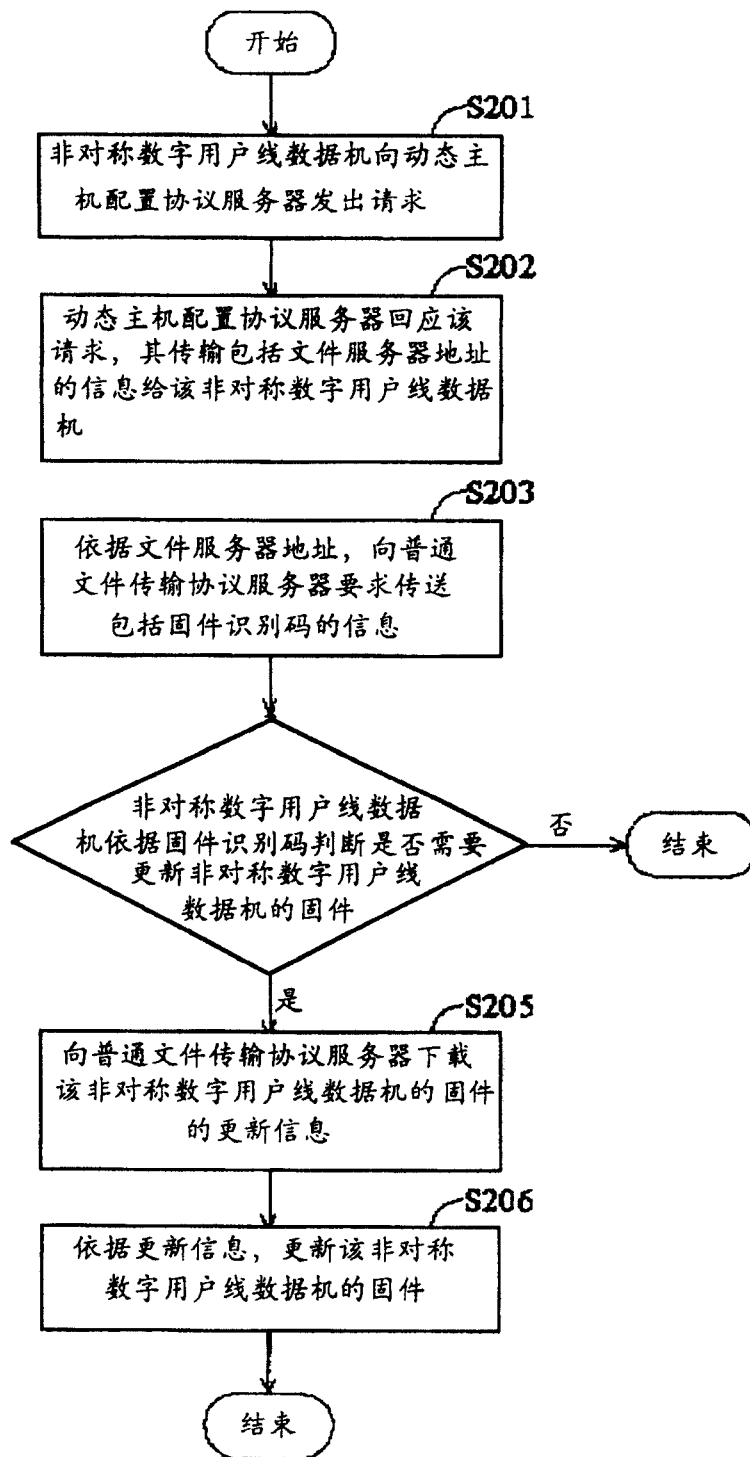 开始
S201
非对称数字用户线数据机向动态主
机配置协议服务器发出请求
S202
动态主机配置协议服务器回应该
请求，其传输包括文件服务器地址
的信息给该非对称数字用户线数据
机
S203
依据文件服务器地址，向普通
文件传输协议服务器要求传送
包括固件识别码的信息
非对称数字用户线数据
机依据固件识别码判断是否需要
更新非对称数字用户线
数据机的固件
否
结束
是
S205
向普通文件传输协议服务器下载
该非对称数字用户线数据机的固件
的更新信息
S206
依据更新信息，更新该非对称
数字用户线数据机的固件
结束